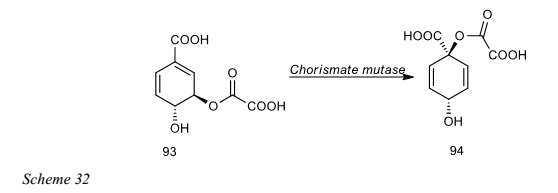 COOH
O
O
COOH
OH
93
Chorismate mutase
HOOC
O
O
COOH
OH
94
Scheme 32